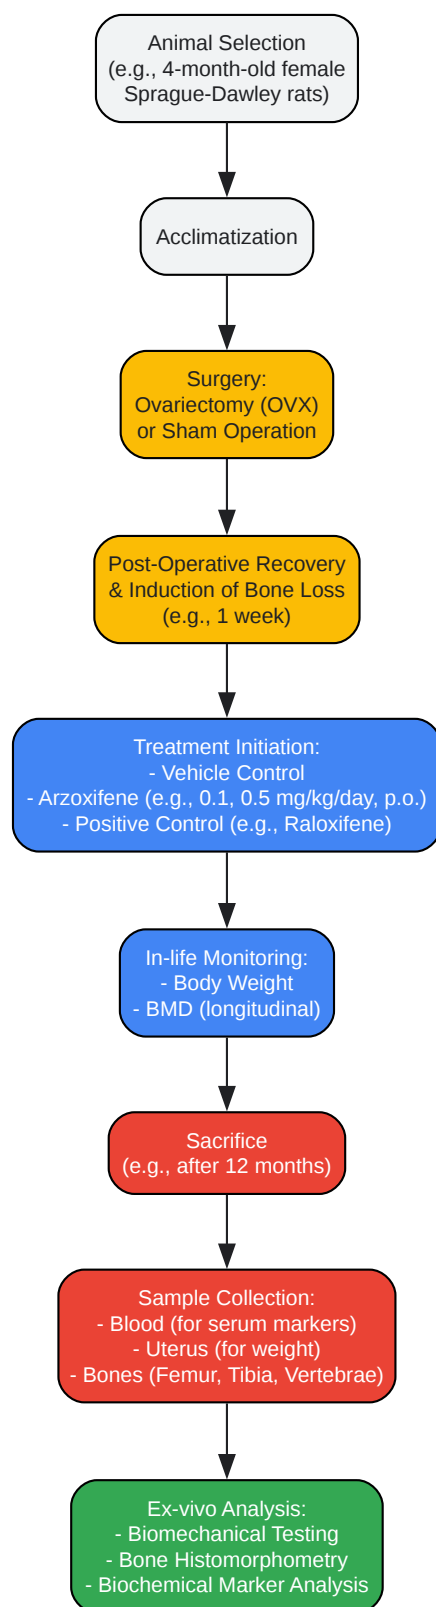 Animal Selection
(e.g., 4-month-old female
Sprague-Dawley rats)
Acclimatization
Surgery:
Ovariectomy (OVX)
or Sham Operation
Post-Operative Recovery
& Induction of Bone Loss
(e.g., 1 week)
Treatment Initiation:
- Vehicle Control
- Arzoxifene (e.g., 0.1, 0.5 mg/kg/day, p.o.)
- Positive Control (e.g., Raloxifene)
In-life Monitoring:
- Body Weight
- BMD (longitudinal)
Sacrifice
(e.g., after 12 months)
Sample Collection:
- Blood (for serum markers)
- Uterus (for weight)
- Bones (Femur, Tibia, Vertebrae)
Ex-vivo Analysis:
- Biomechanical Testing
- Bone Histomorphometry
- Biochemical Marker Analysis